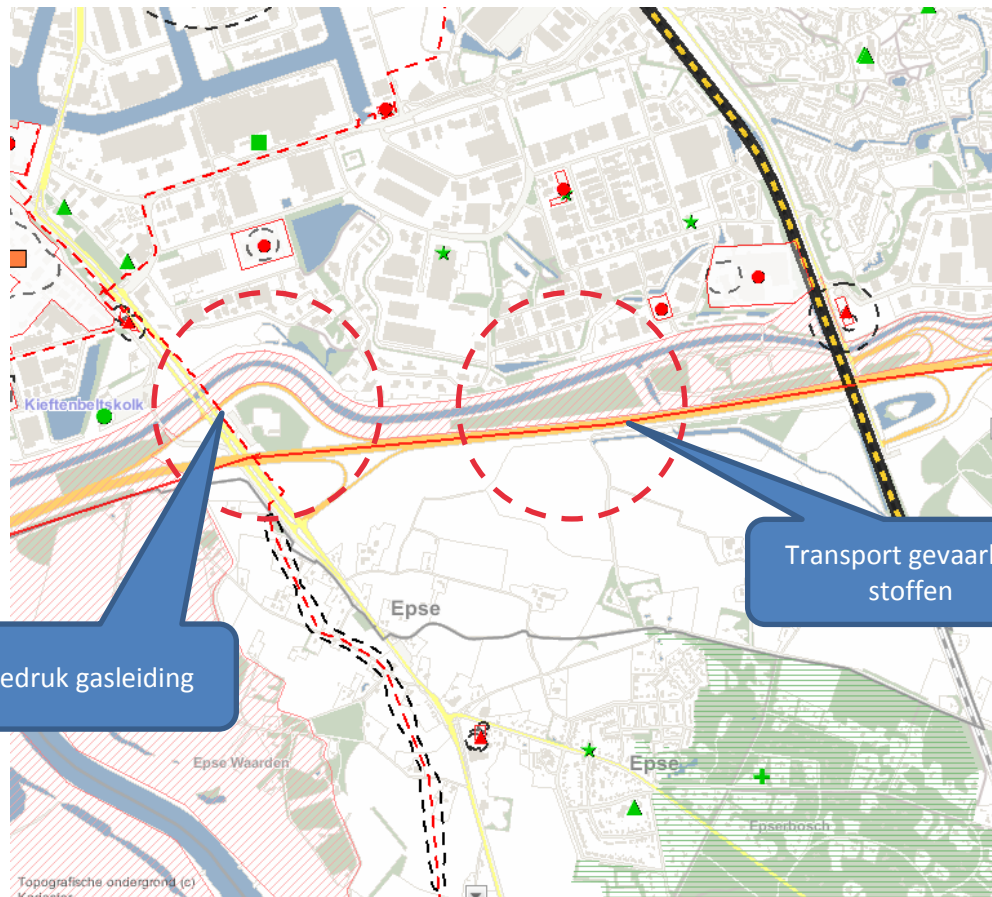 Kieftenbeltskolk
Epse
Transport gevaarl
stoffen
edruk gasleiding
Epse Waarden
Epse
Epserbosch
Topografische ondergrond (c)